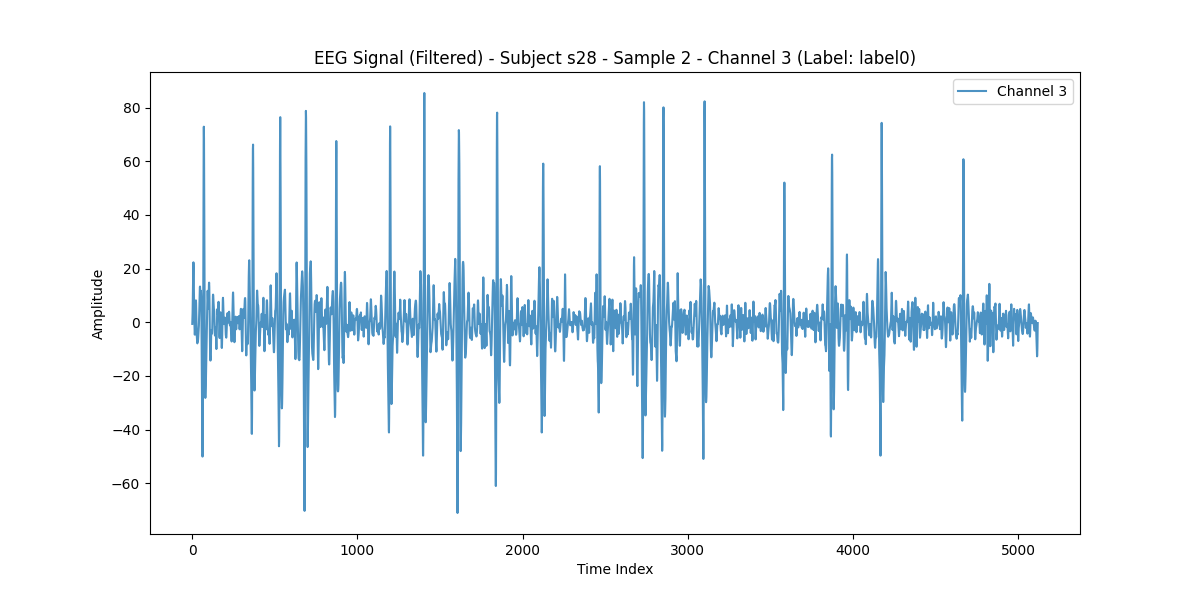 EEG Signal (Filtered) - Subject s28 - Sample 2 - Channel 3 (Label: label0)
Channel 3
Amplitude
80
60
40
20
0
−20
−40
−60
0 1000 2000 3000 4000 5000
Time Index